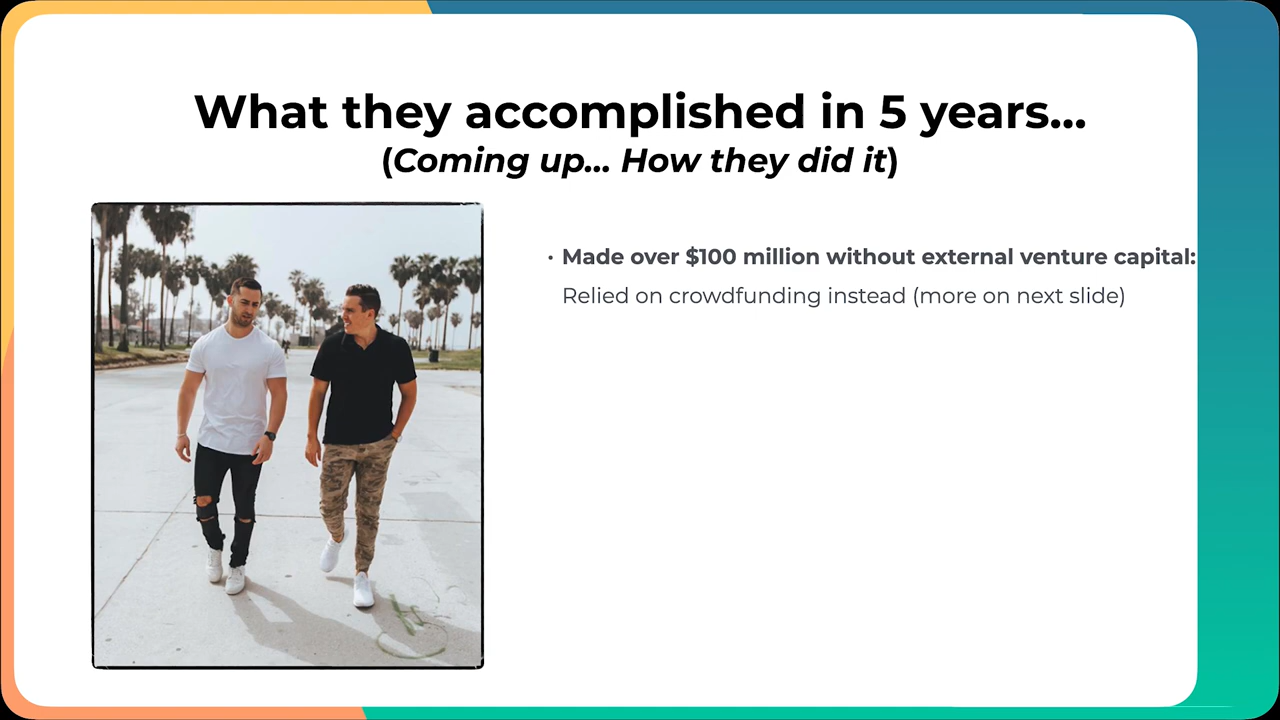 What they accomplished in 5 years...
(Coming up... How they did it)
· Made over $100 million without external venture capital:
Relied on crowdfunding instead (more on next slide)